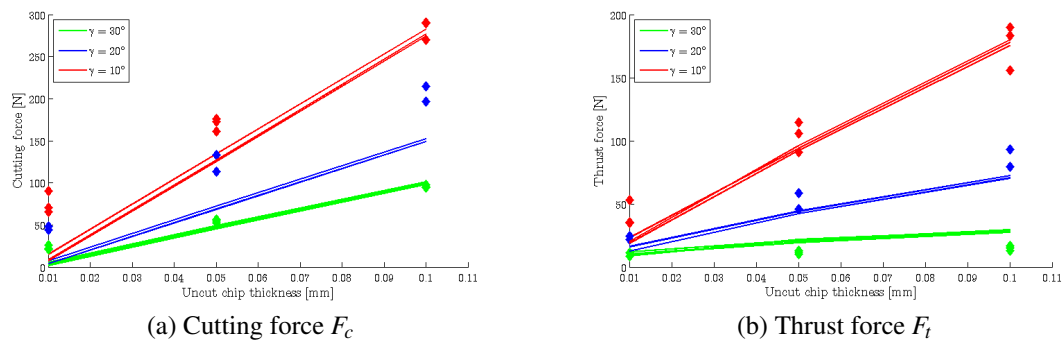 300
250
200
150
100
50
0
Cutting force [N]
γ = 30°
γ = 20°
γ = 10°
0.01 0.02 0.03 0.04 0.05 0.06 0.07 0.08 0.09 0.1 0.11
Uncut chip thickness [mm]
(a) Cutting force F_c
200
150
100
50
0
Thrust force [N]
γ = 30°
γ = 20°
γ = 10°
0.01 0.02 0.03 0.04 0.05 0.06 0.07 0.08 0.09 0.1 0.11
Uncut chip thickness [mm]
(b) Thrust force F_t